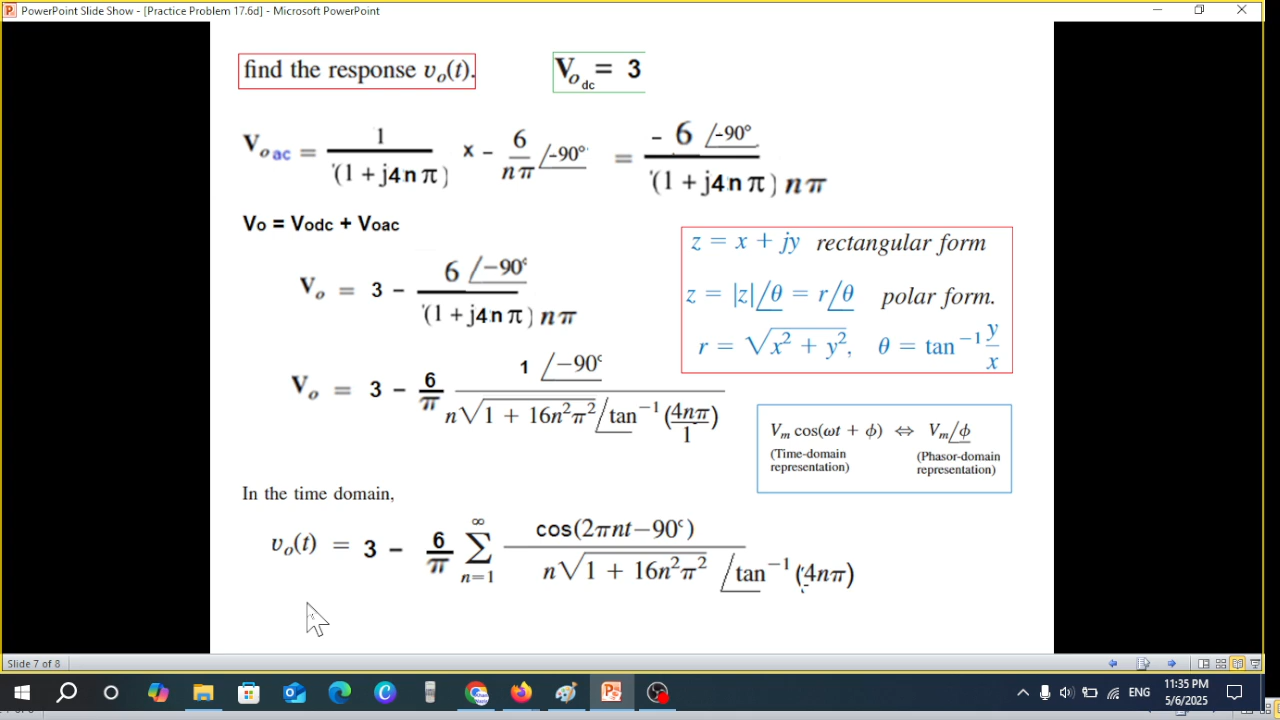 PowerPoint Slide Show - [Practice Problem 17.6d] - Microsoft PowerPoint
find the response v_o(t).
V_o dc = 3
V_o ac = 1 / (1 + j4nπ) x - 6/nπ ∠-90° = - 6 ∠-90° / (1 + j4nπ) nπ
Vo = Vodc + Voac
z = x + jy rectangular form
V_o = 3 - 6 ∠−90° / (1 + j4nπ) nπ
z = |z|∠θ = r∠θ polar form.
r = √x² + y², θ = tan⁻¹ y/x
V_o = 3 - 6/π 1 ∠−90° / n√1 + 16n²π² ∠tan⁻¹ (4nπ/1)
V_m cos(ωt + ϕ) ⇔ V_m∠ϕ
(Time-domain representation)
(Phasor-domain representation)
In the time domain,
v_o(t) = 3 - 6/π ∞ Σ n=1 cos(2πnt−90°) / n√1 + 16n²π² ∠tan⁻¹ (4nπ)
Slide 7 of 8
ENG
11:35 PM
5/6/2025